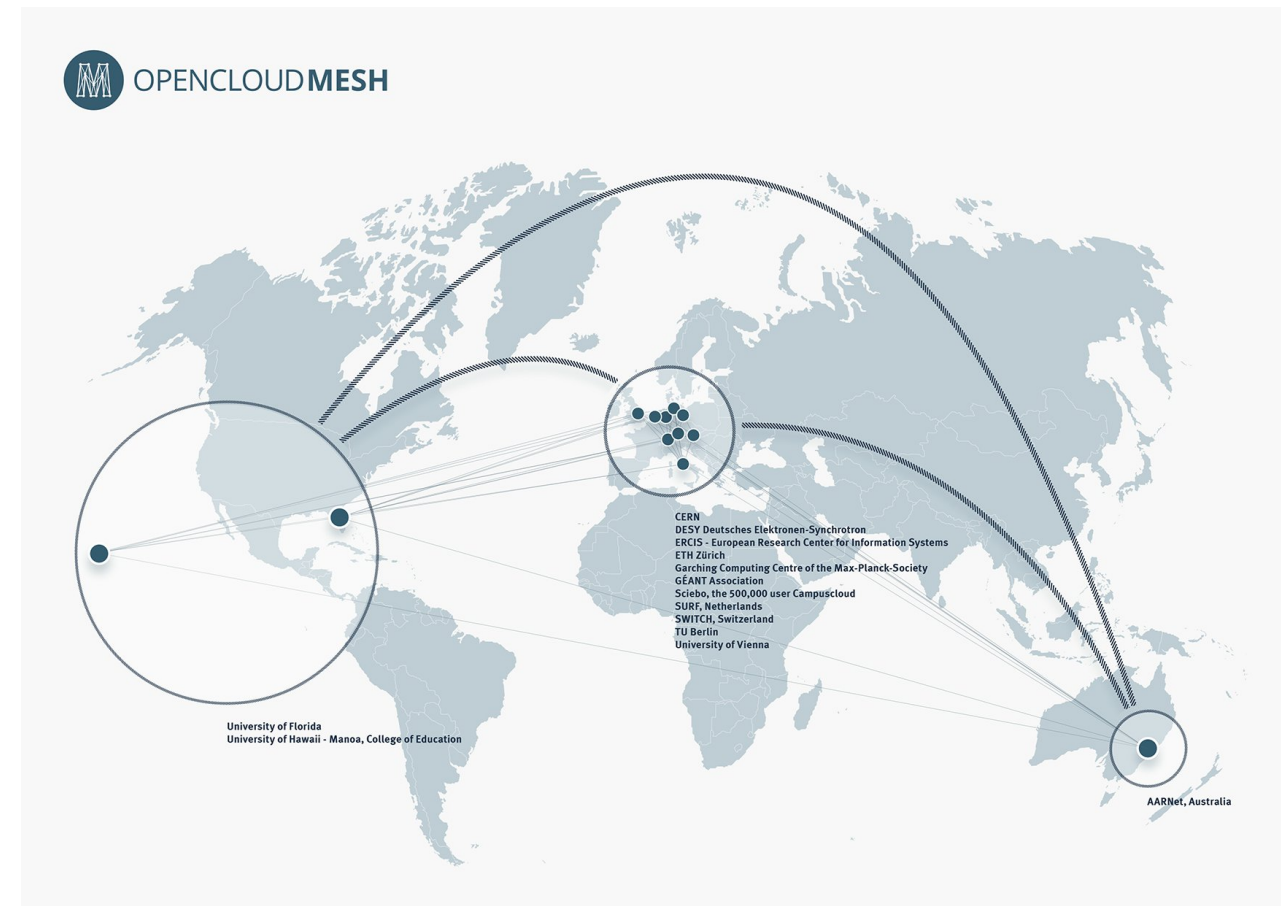 OPENCLOUDMESH
CERN
DESY Deutsches Elektronen-Synchrotron
ERCIS - European Research Center for Information Systems
ETH Zürich
Garching Computing Centre of the Max-Planck-Society
GÉANT Association
Sciebo, the 500,000 user Campuscloud
SURF, Netherlands
SWITCH, Switzerland
TU Berlin
University of Vienna
University of Florida
University of Hawaii - Manoa, College of Education
AARNet, Australia